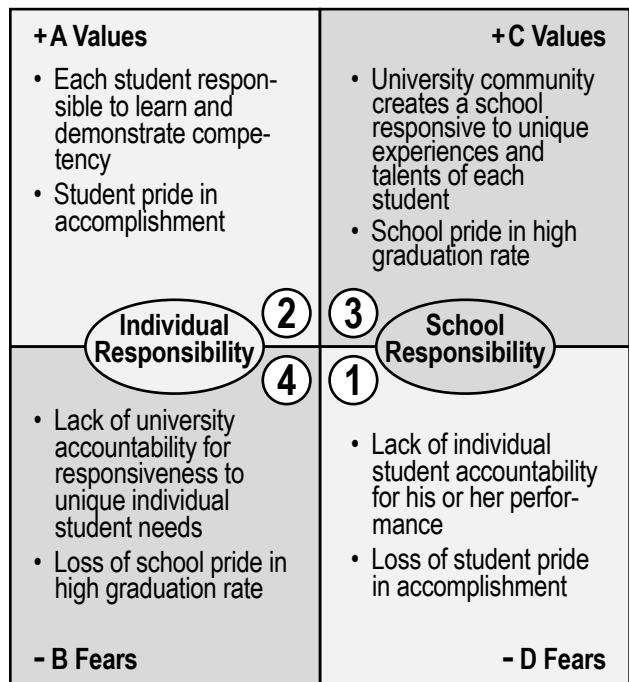 +A Values
• Each student respon-
sible to learn and
demonstrate compe-
tency
• Student pride in
accomplishment
+C Values
• University community
creates a school
responsive to unique
experiences and
talents of each
student
• School pride in high
graduation rate
Individual
Responsibility
2
3
School
Responsibility
4
1
• Lack of university
accountability for
responsiveness to
unique individual
student needs
• Loss of school pride in
high graduation rate
- B Fears
• Lack of individual
student accountability
for his or her perfor-
mance
• Loss of student pride
in accomplishment
- D Fears